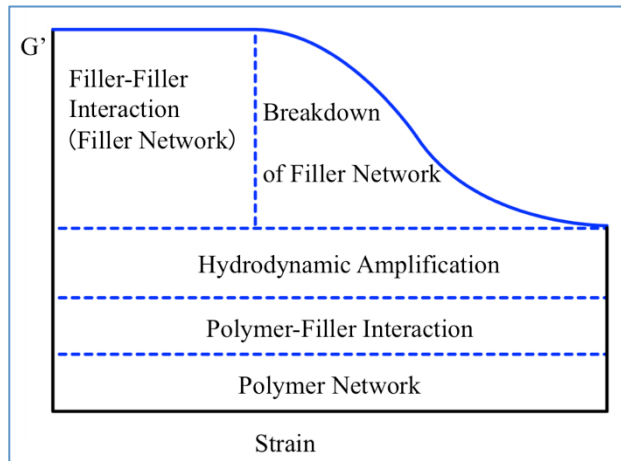 G’
Filler-Filler
Interaction
(Filler Network)
Breakdown
of Filler Network
Hydrodynamic Amplification
Polymer-Filler Interaction
Polymer Network
Strain